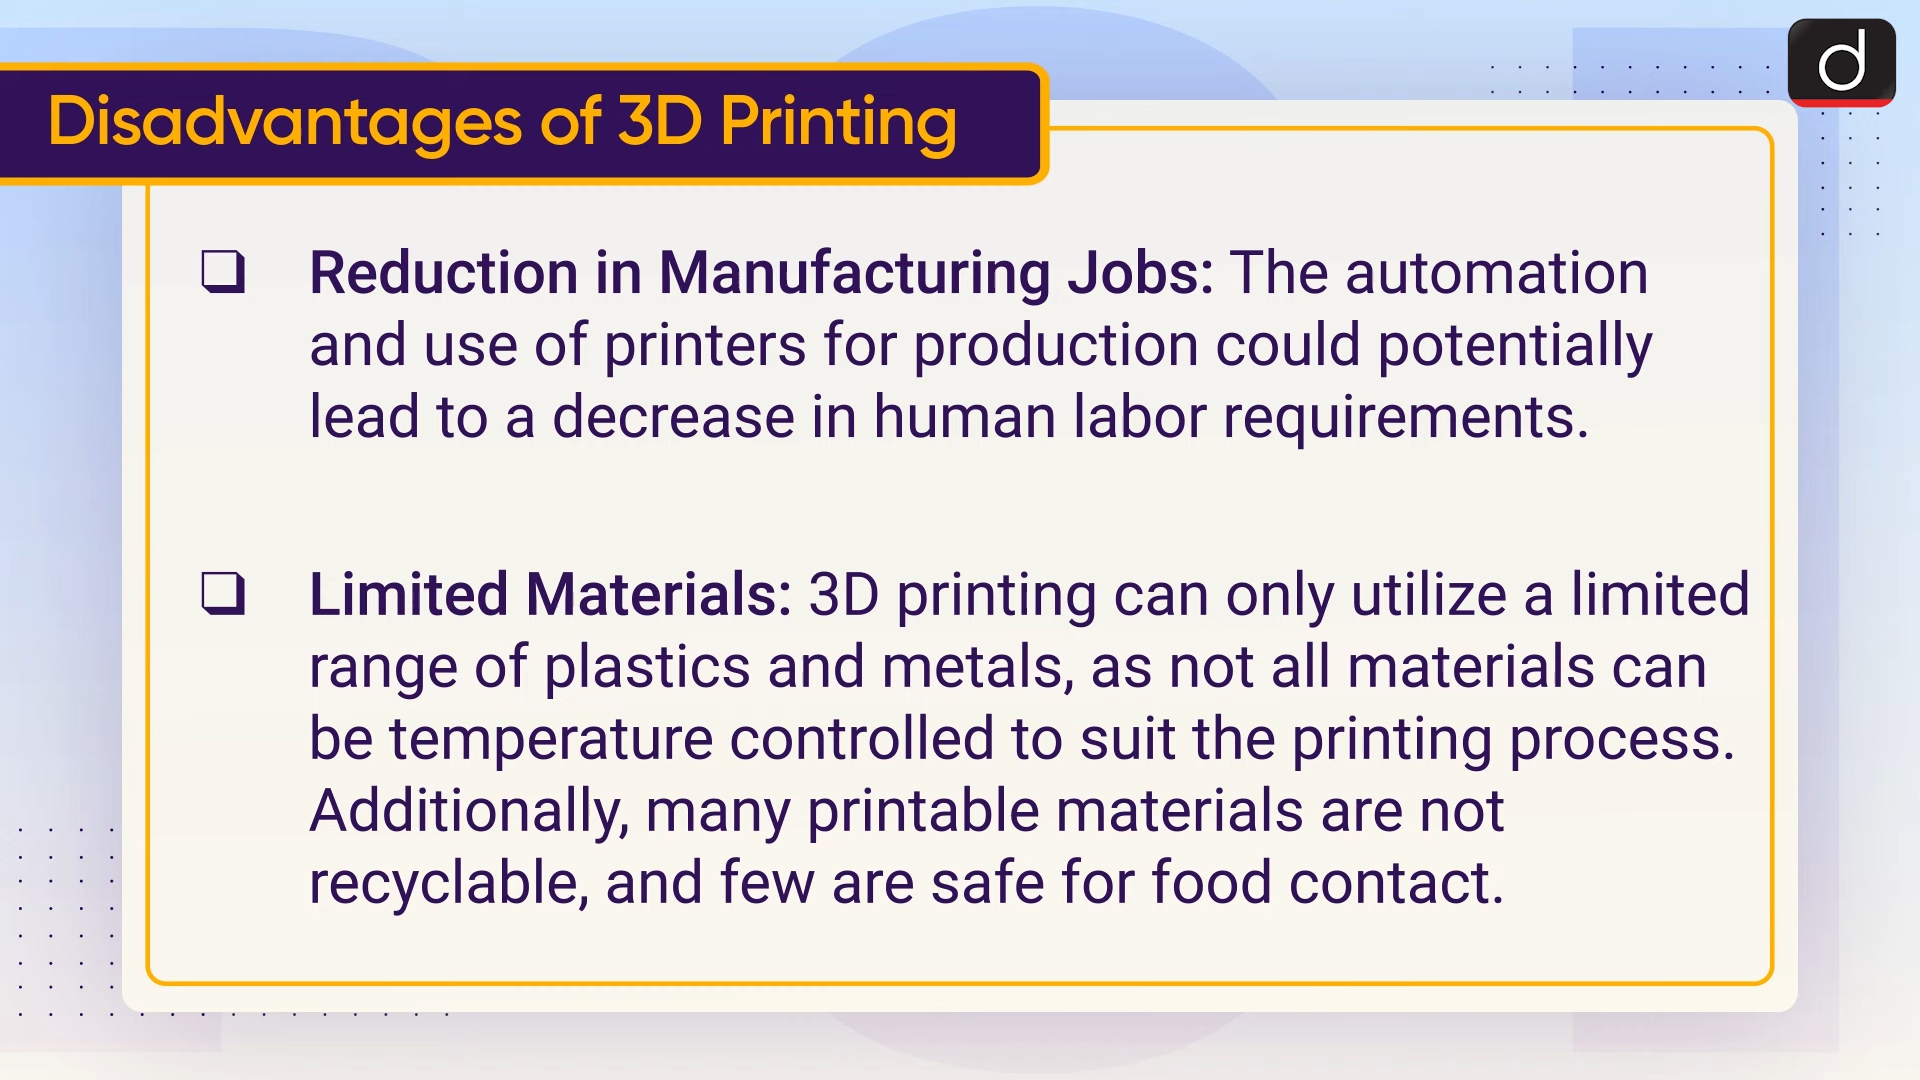 Disadvantages of 3D Printing
d
❑ Reduction in Manufacturing Jobs: The automation
and use of printers for production could potentially
lead to a decrease in human labor requirements.
❑ Limited Materials: 3D printing can only utilize a limited
range of plastics and metals, as not all materials can
be temperature controlled to suit the printing process.
Additionally, many printable materials are not
recyclable, and few are safe for food contact.